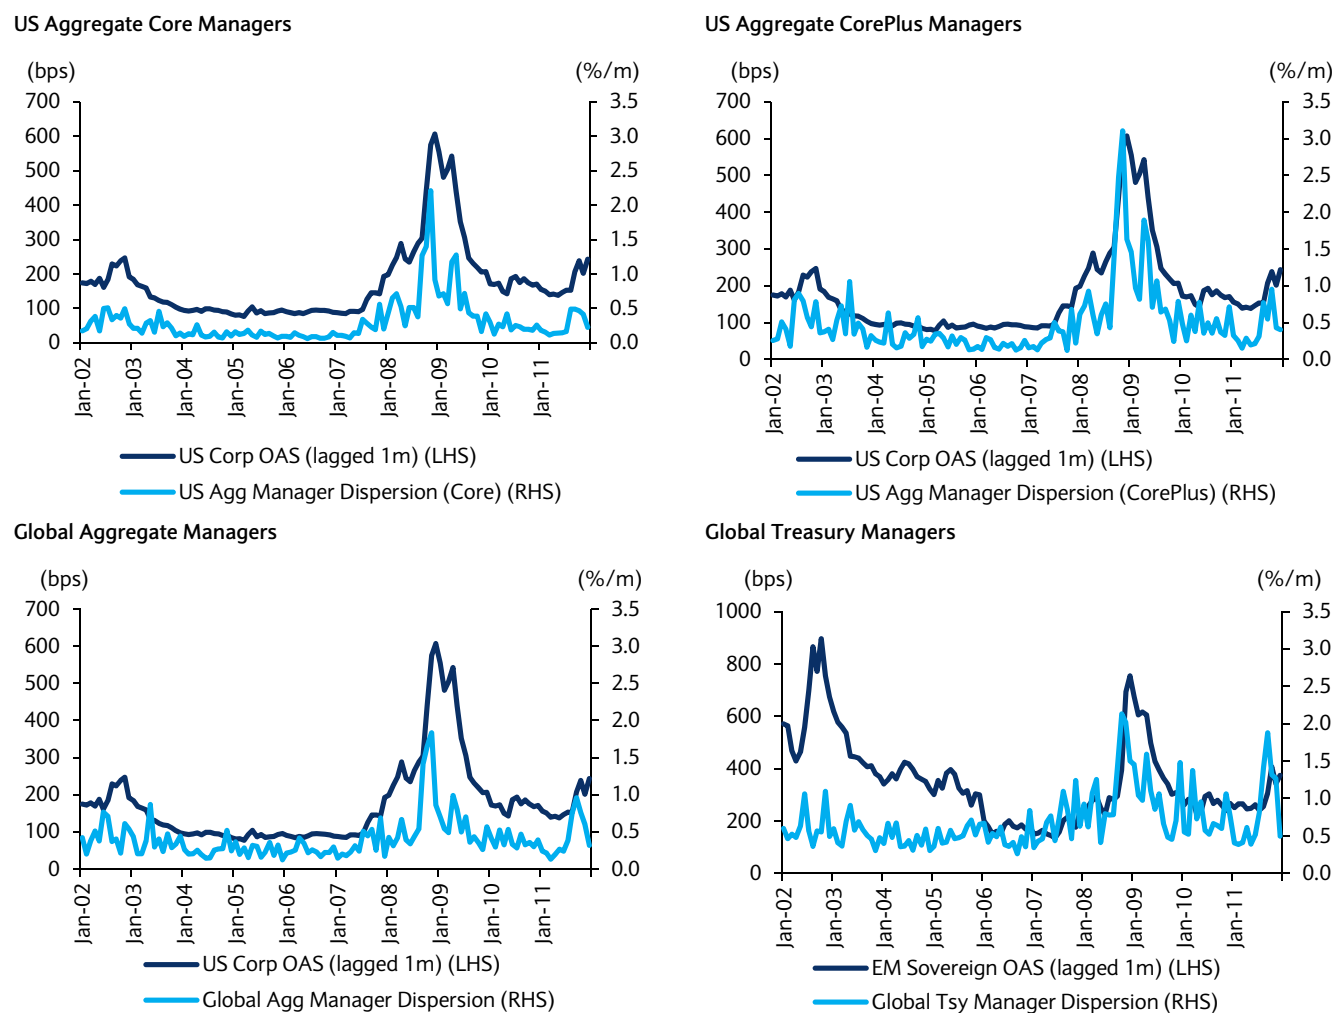 US Aggregate Core Managers
(bps)
(%/m)
700
600
500
400
300
200
100
0
3.5
3.0
2.5
2.0
1.5
1.0
0.5
0.0
Jan-02
Jan-03
Jan-04
Jan-05
Jan-06
Jan-07
Jan-08
Jan-09
Jan-10
Jan-11
US Corp OAS (lagged 1m) (LHS)
US Agg Manager Dispersion (Core) (RHS)
US Aggregate CorePlus Managers
(bps)
(%/m)
700
600
500
400
300
200
100
0
3.5
3.0
2.5
2.0
1.5
1.0
0.5
0.0
Jan-02
Jan-03
Jan-04
Jan-05
Jan-06
Jan-07
Jan-08
Jan-09
Jan-10
Jan-11
US Corp OAS (lagged 1m) (LHS)
US Agg Manager Dispersion (CorePlus) (RHS)
Global Aggregate Managers
(bps)
(%/m)
700
600
500
400
300
200
100
0
3.5
3.0
2.5
2.0
1.5
1.0
0.5
0.0
Jan-02
Jan-03
Jan-04
Jan-05
Jan-06
Jan-07
Jan-08
Jan-09
Jan-10
Jan-11
US Corp OAS (lagged 1m) (LHS)
Global Agg Manager Dispersion (RHS)
Global Treasury Managers
(bps)
(%/m)
1000
800
600
400
200
0
3.5
3.0
2.5
2.0
1.5
1.0
0.5
0.0
Jan-02
Jan-03
Jan-04
Jan-05
Jan-06
Jan-07
Jan-08
Jan-09
Jan-10
Jan-11
EM Sovereign OAS (lagged 1m) (LHS)
Global Tsy Manager Dispersion (RHS)